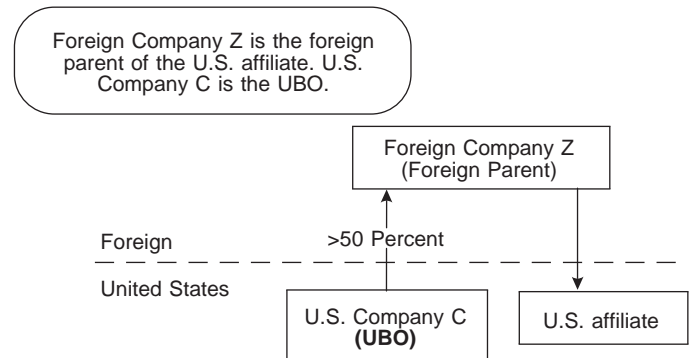 Foreign Company Z is the foreign
parent of the U.S. affiliate. U.S.
Company C is the UBO.
Foreign Company Z
(Foreign Parent)
Foreign
>50 Percent
United States
U.S. Company C
(UBO)
U.S. affiliate